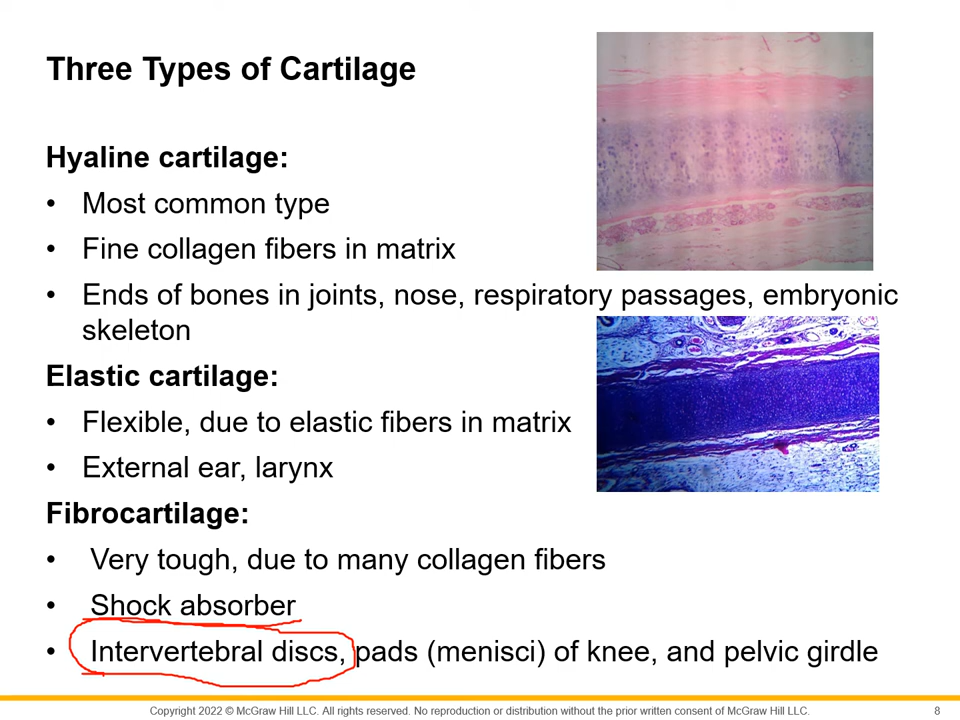 Three Types of Cartilage
Hyaline cartilage:
• Most common type
• Fine collagen fibers in matrix
• Ends of bones in joints, nose, respiratory passages, embryonic
skeleton
Elastic cartilage:
• Flexible, due to elastic fibers in matrix
• External ear, larynx
Fibrocartilage:
• Very tough, due to many collagen fibers
• Shock absorber
• Intervertebral discs, pads (menisci) of knee, and pelvic girdle
Copyright 2022 © McGraw Hill LLC. All rights reserved. No reproduction or distribution without the prior written consent of McGraw Hill LLC. 8